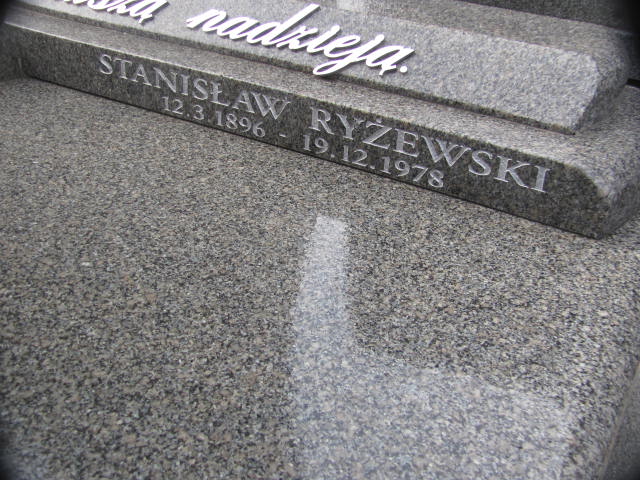 nadzieją.
STANISŁAW RYŻEWSKI
12.3.1896 - 19.12.1978